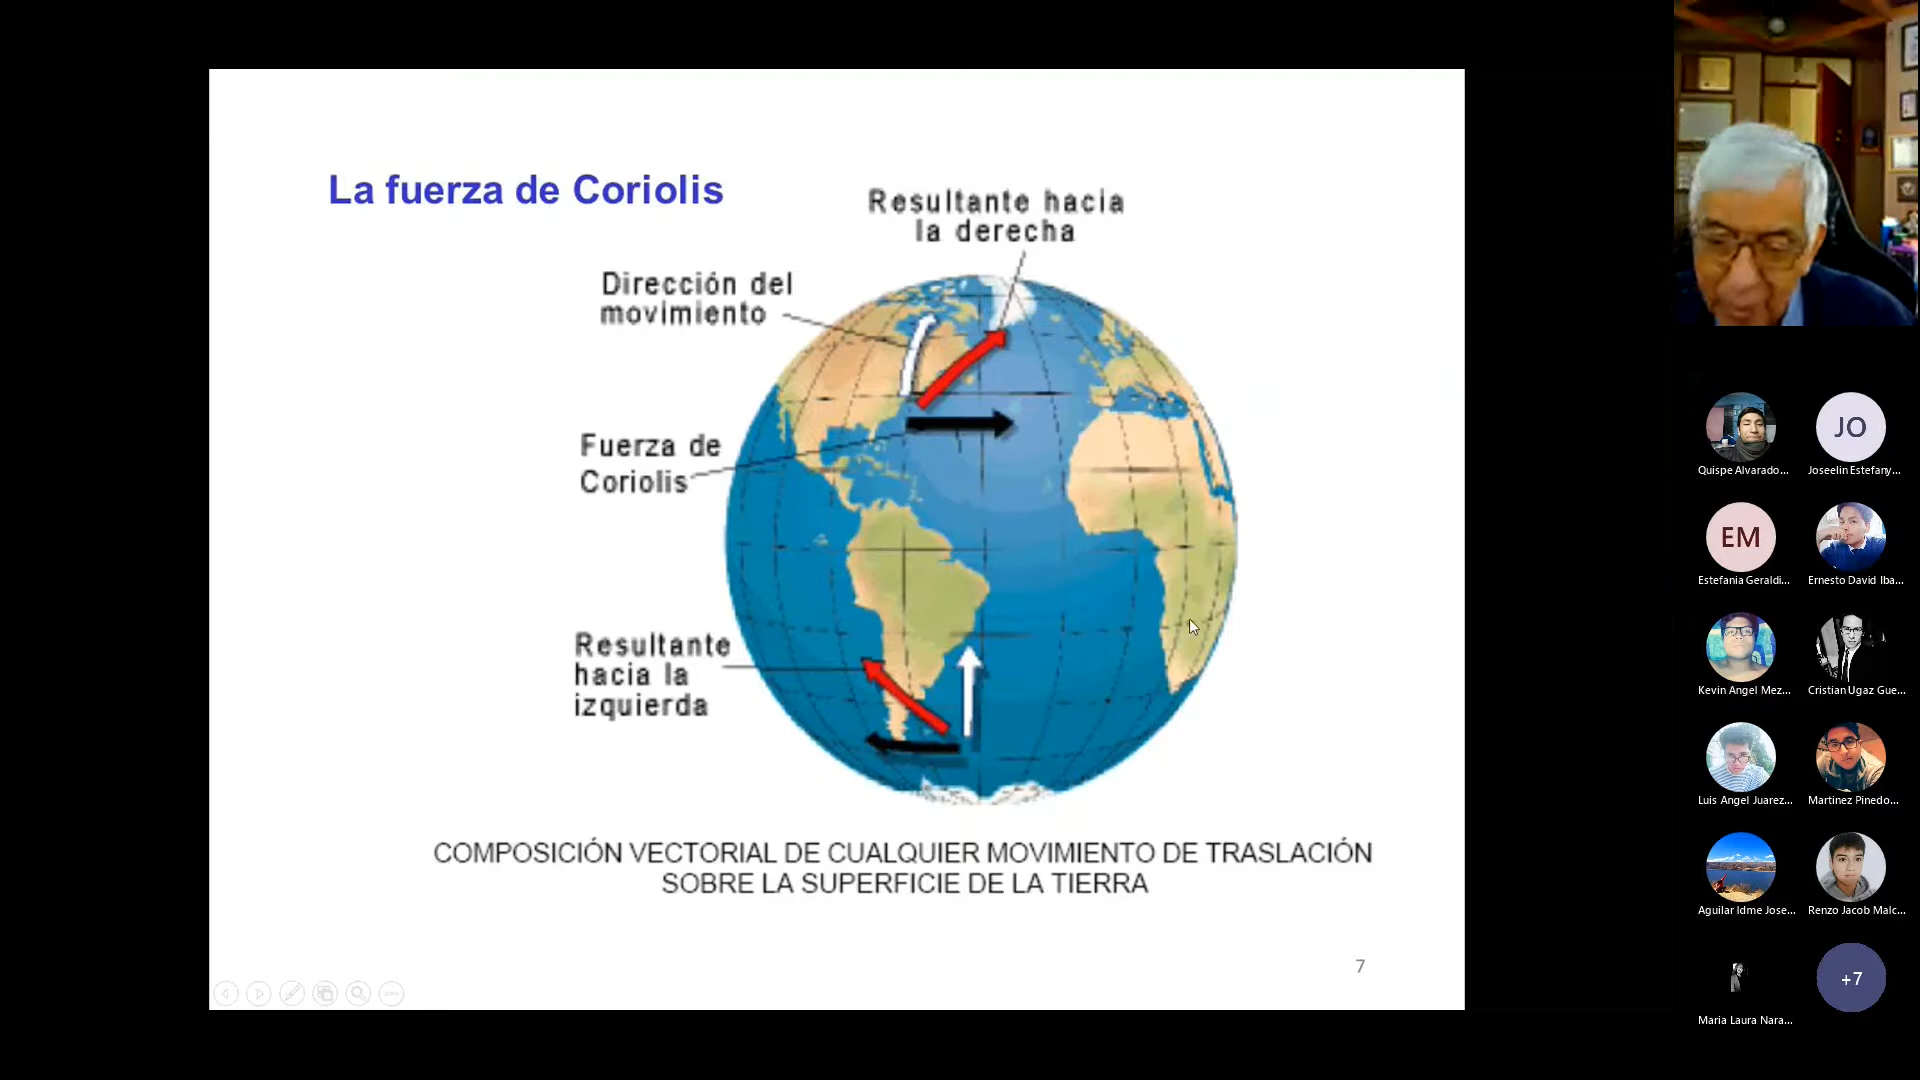 La fuerza de Coriolis
Resultante hacia
la derecha
Dirección del
movimiento
Fuerza de
Coriolis
Resultante
hacia la
izquierda
COMPOSICIÓN VECTORIAL DE CUALQUIER MOVIMIENTO DE TRASLACIÓN
SOBRE LA SUPERFICIE DE LA TIERRA
7
JO
Quispe Alvarado...
Joseelin Estefany...
EM
Estefania Geraldi...
Ernesto David Iba...
Kevin Angel Mez...
Cristian Ugaz Gue...
Luis Angel Juarez...
Martinez Pinedo...
Aguilar Idme Jose...
Renzo Jacob Malc...
+7
Maria Laura Nara...